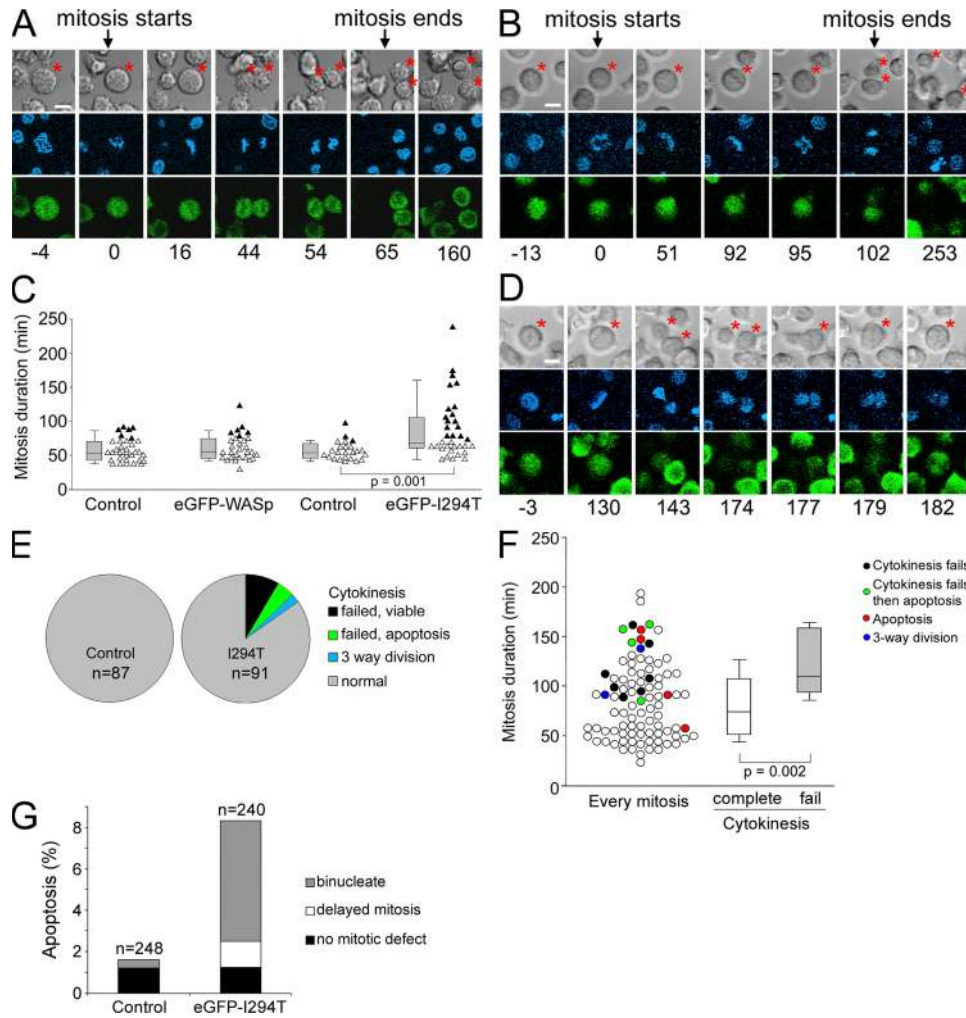 A
mitosis starts
mitosis ends
* * * * * * *
* * * *
-4 0 16 44 54 65 160
B
mitosis starts
mitosis ends
* * * * * * *
*
-13 0 51 92 95 102 253
C
Mitosis duration (min)
250
200
150
100
50
0
p = 0.001
Control eGFP-WASp Control eGFP-I294T
D
* * * * * * *
* *
-3 130 143 174 177 179 182
E
Control
n=87
I294T
n=91
Cytokinesis
failed, viable
failed, apoptosis
3 way division
normal
F
Mitosis duration (min)
250
200
150
100
50
0
p = 0.002
Every mitosis
complete fail
Cytokinesis
Cytokinesis fails
Cytokinesis fails
then apoptosis
Apoptosis
3-way division
G
Apoptosis (%)
8
6
4
2
0
n=248
n=240
Control eGFP-I294T
binucleate
delayed mitosis
no mitotic defect